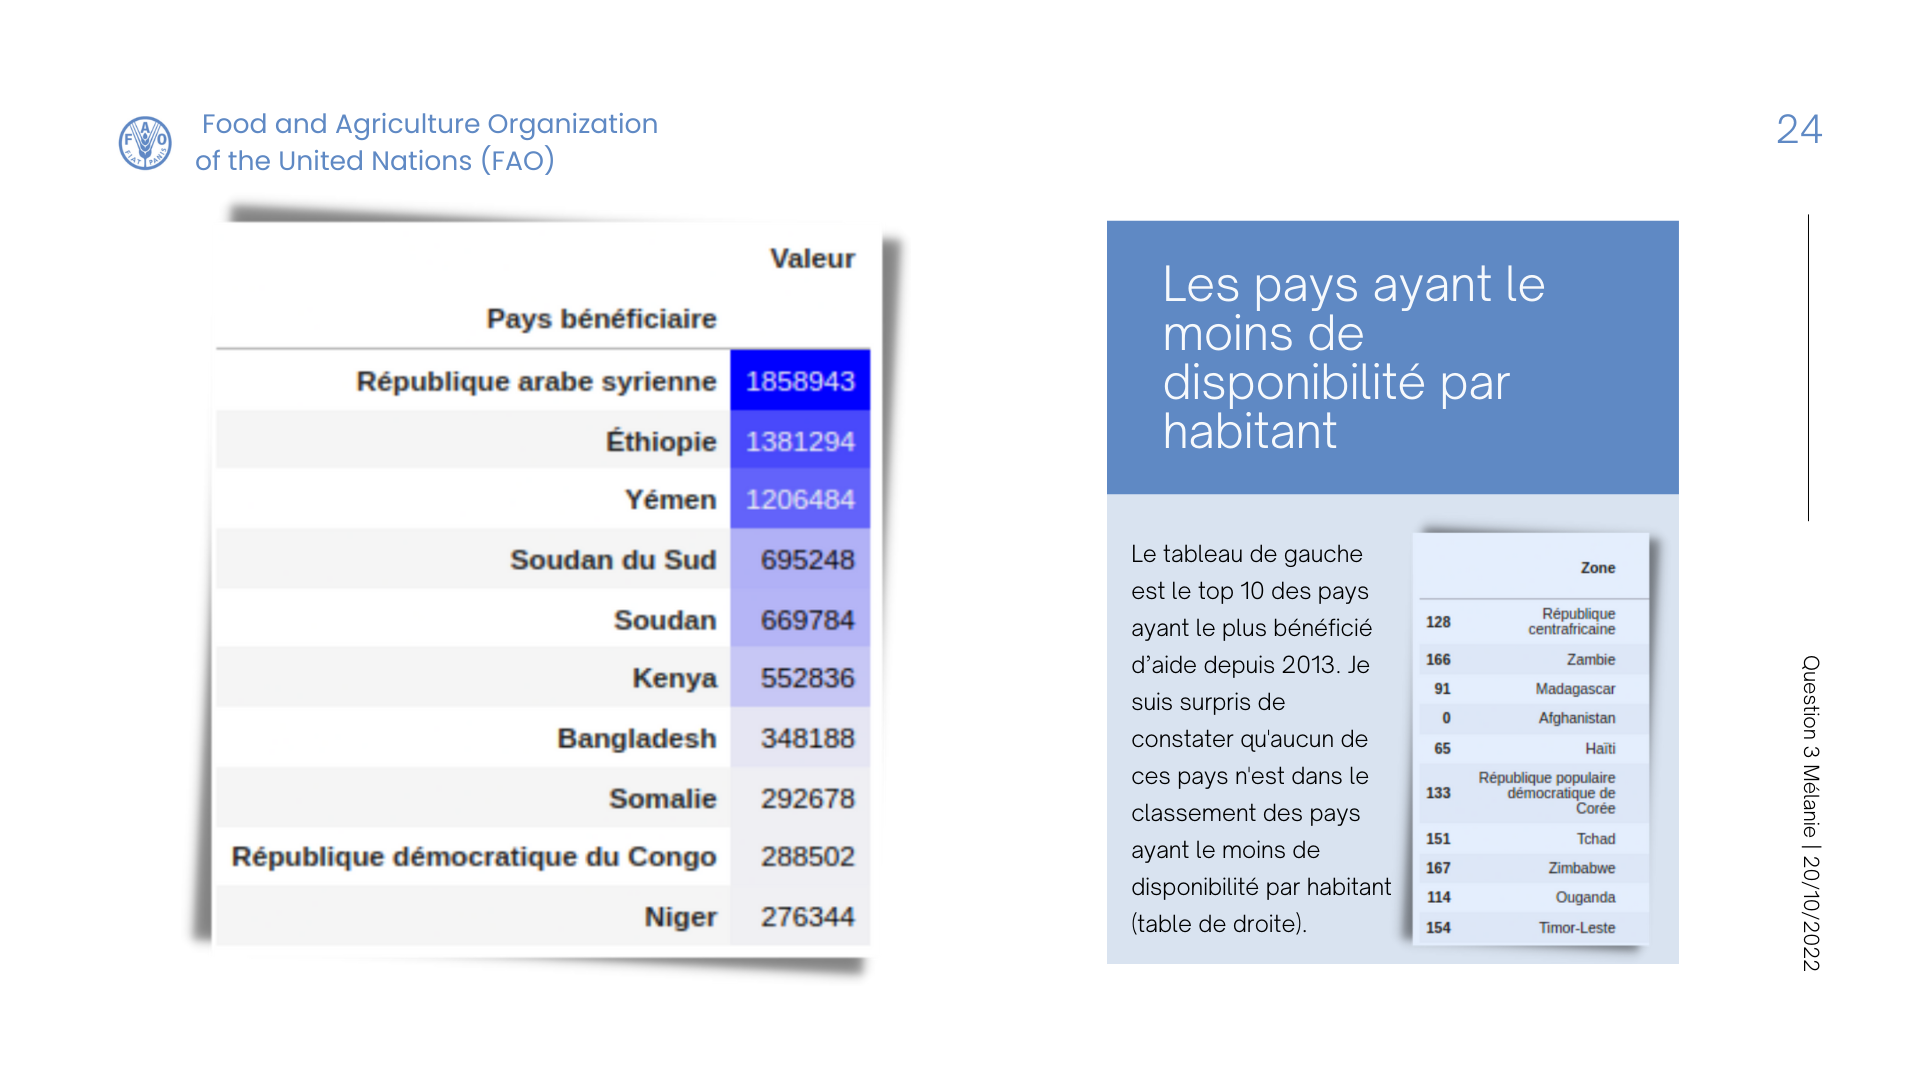 Food and Agriculture Organization
of the United Nations (FAO)
F A O
FIAT PANIS
24
Valeur
Pays bénéficiaire
République arabe syrienne 1858943
Éthiopie 1381294
Yémen 1206484
Soudan du Sud 695248
Soudan 669784
Kenya 552836
Bangladesh 348188
Somalie 292678
République démocratique du Congo 288502
Niger 276344
Les pays ayant le
moins de
disponibilité par
habitant
Le tableau de gauche
est le top 10 des pays
ayant le plus bénéficié
d’aide depuis 2013. Je
suis surpris de
constater qu'aucun de
ces pays n'est dans le
classement des pays
ayant le moins de
disponibilité par habitant
(table de droite).
Zone
128 République
centrafricaine
166 Zambie
91 Madagascar
0 Afghanistan
65 Haïti
République populaire
133 démocratique de
Corée
151 Tchad
167 Zimbabwe
114 Ouganda
154 Timor-Leste
Question 3 Mélanie | 20/10/2022